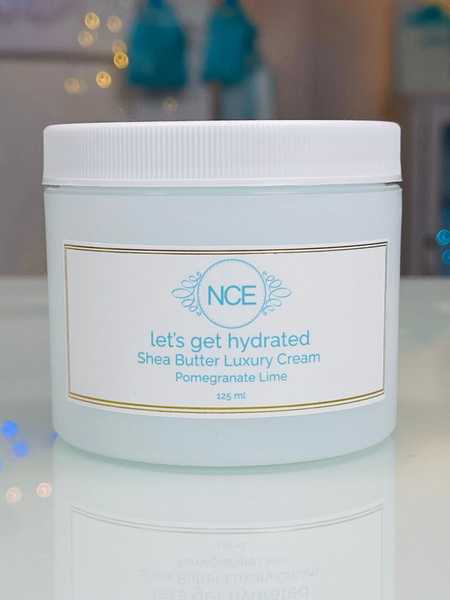 NCE
let's get hydrated
Shea Butter Luxury Cream
Pomegranate Lime
125 ml